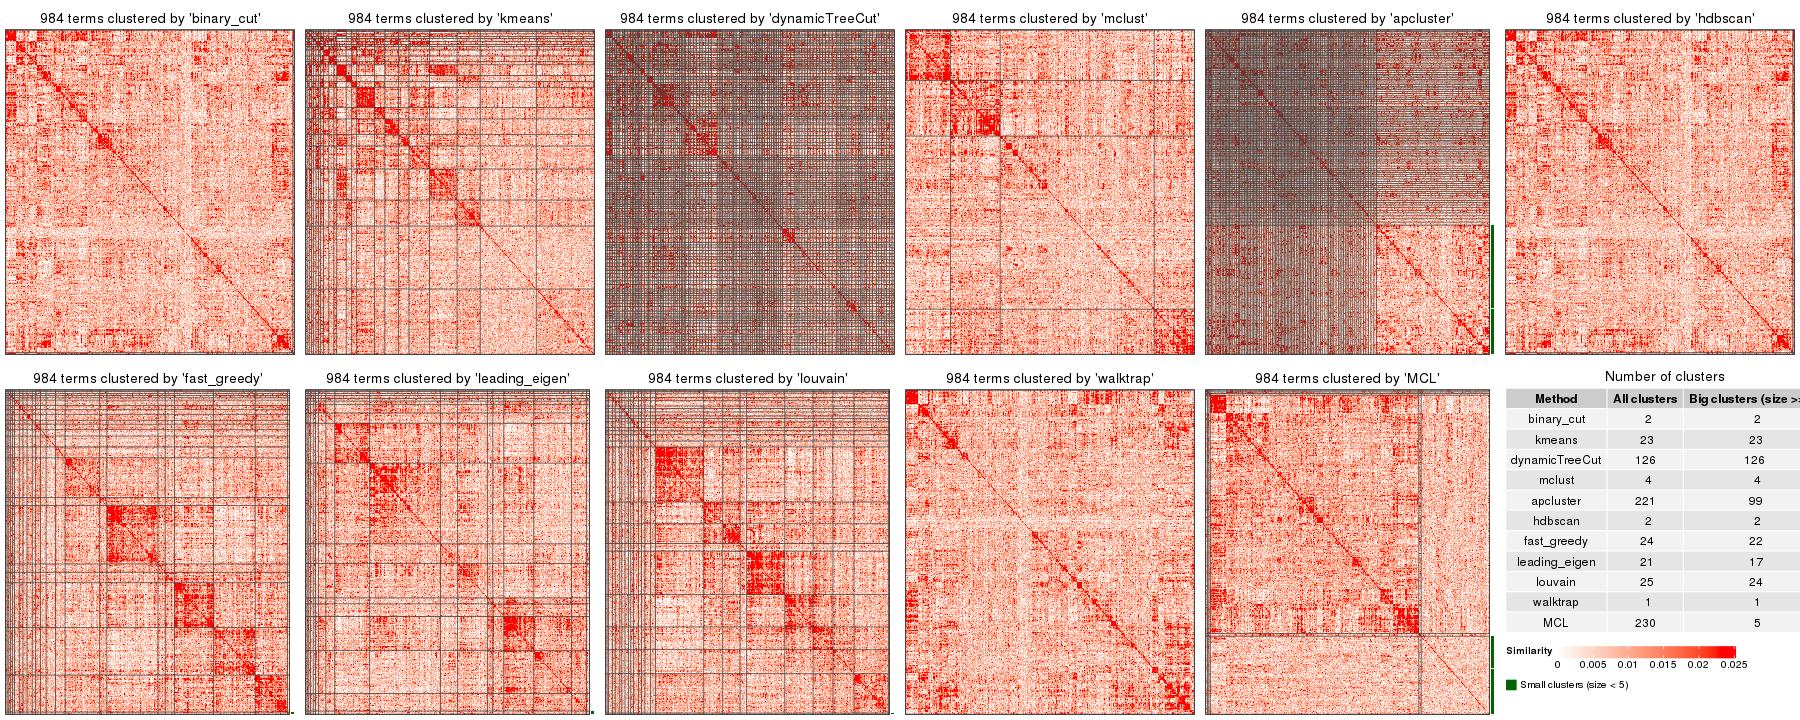 984 terms clustered by 'binary_cut'
984 terms clustered by 'kmeans'
984 terms clustered by 'dynamicTreeCut'
984 terms clustered by 'mclust'
984 terms clustered by 'apcluster'
984 terms clustered by 'hdbscan'
984 terms clustered by 'fast_greedy'
984 terms clustered by 'leading_eigen'
984 terms clustered by 'louvain'
984 terms clustered by 'walktrap'
984 terms clustered by 'MCL'
Number of clusters
Method All clusters Big clusters (size >
binary_cut 2 2
kmeans 23 23
dynamicTreeCut 126 126
mclust 4 4
apcluster 221 99
hdbscan 2 2
fast_greedy 24 22
leading_eigen 21 17
louvain 25 24
walktrap 1 1
MCL 230 5
Similarity
0 0.005 0.01 0.015 0.02 0.025
Small clusters (size < 5)